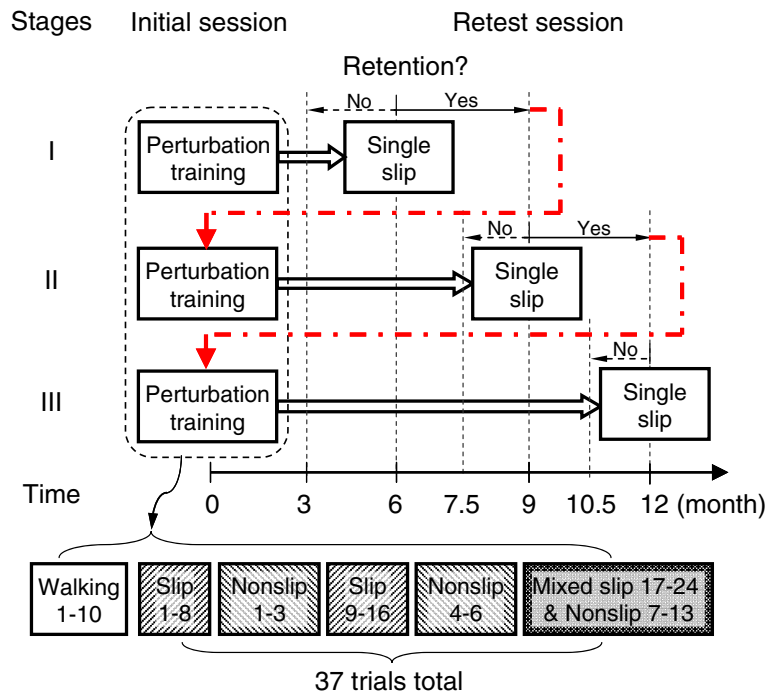 Stages
Initial session
Retest session
Retention?
No
Yes
I
Perturbation
training
Single
slip
No
Yes
II
Perturbation
training
Single
slip
No
III
Perturbation
training
Single
slip
Time
0
3
6
7.5
9
10.5
12 (month)
Walking
1-10
Slip
1-8
Nonslip
1-3
Slip
9-16
Nonslip
4-6
Mixed slip 17-24
& Nonslip 7-13
37 trials total